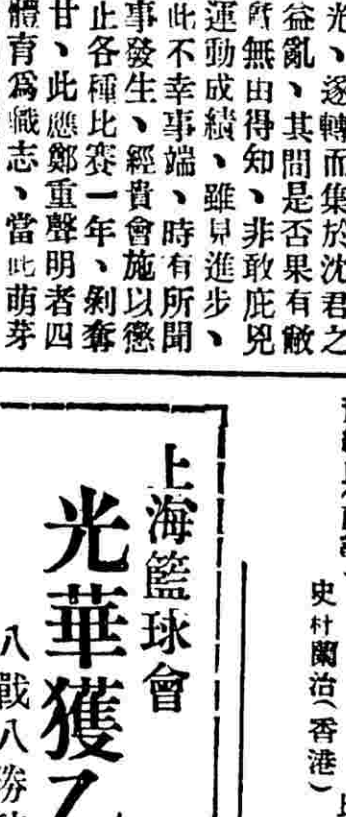 光、逐轉而集於沈君之
益亂、其間是否果有敝
無由得知、非敢庇兇
運動成績、雖見進步、
此不幸事端、時有所聞
事發生、經貴會施以懲
止各種比賽一年、剝奪
甘、此應鄭重聲明者四
體育爲職志、當此萌芽
史村蘭治(香港)
上海籃球會
光華獲乙
八戰八勝